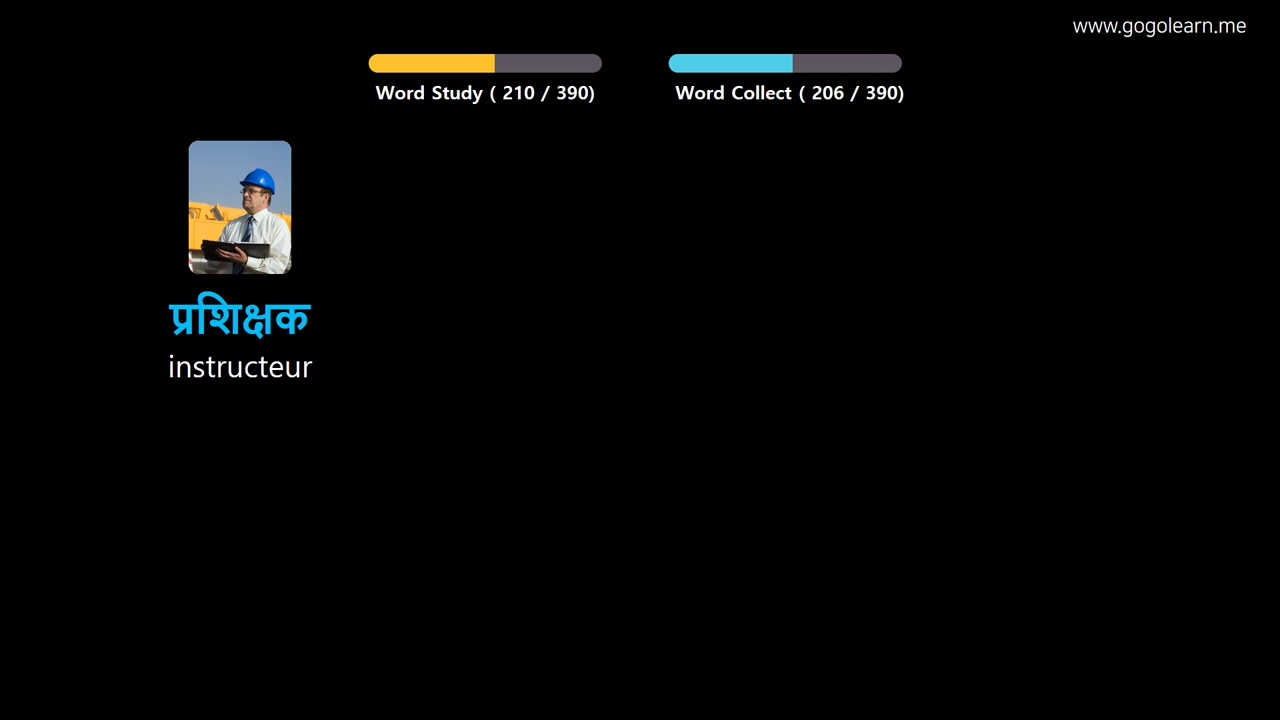 www.gogolearn.me
Word Study ( 210 / 390)
Word Collect ( 206 / 390)
प्रशिक्षक
instructeur